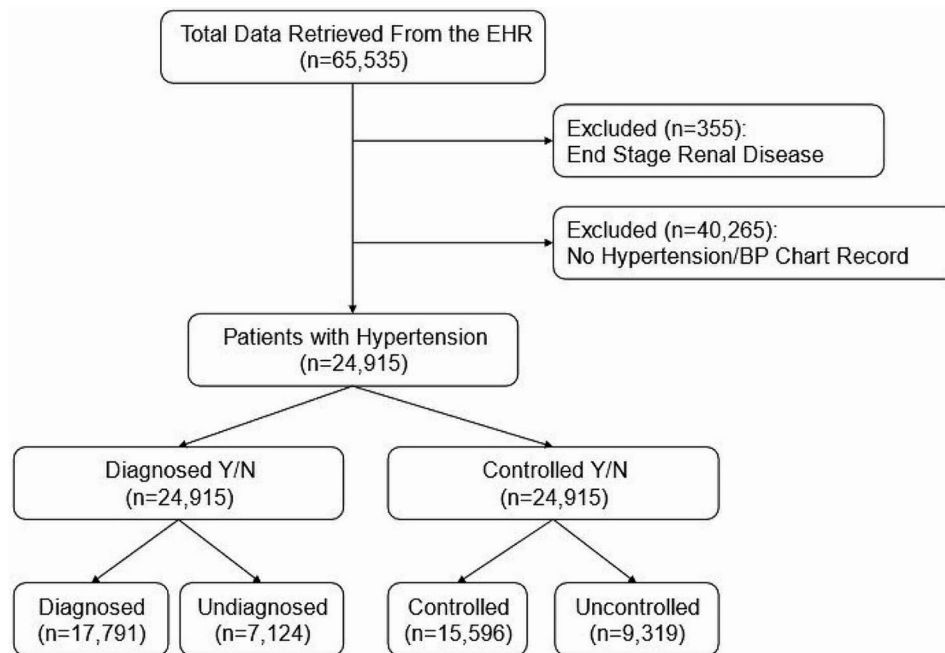 Total Data Retrieved From the EHR
(n=65,535)
Excluded (n=355):
End Stage Renal Disease
Excluded (n=40,265):
No Hypertension/BP Chart Record
Patients with Hypertension
(n=24,915)
Diagnosed Y/N
(n=24,915)
Controlled Y/N
(n=24,915)
Diagnosed
(n=17,791)
Undiagnosed
(n=7,124)
Controlled
(n=15,596)
Uncontrolled
(n=9,319)